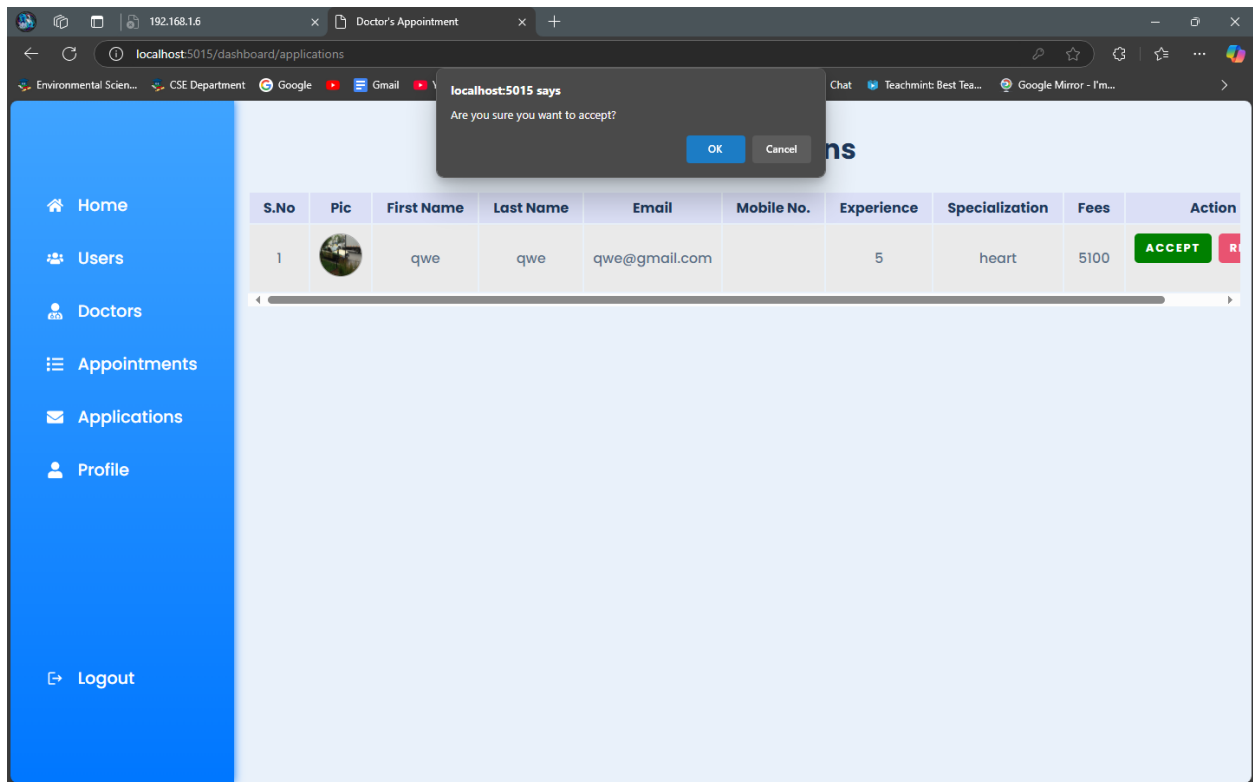 192.168.1.6
Doctor's Appointment
localhost:5015/dashboard/applications
Environmental Scien... CSE Department Google Gmail Chat Teachmint: Best Tea... Google Mirror - I'm...
localhost:5015 says
Are you sure you want to accept?
OK Cancel
ns
Home
Users
Doctors
Appointments
Applications
Profile
Logout
S.No Pic First Name Last Name Email Mobile No. Experience Specialization Fees Action
1 qwe qwe qwe@gmail.com 5 heart 5100 ACCEPT